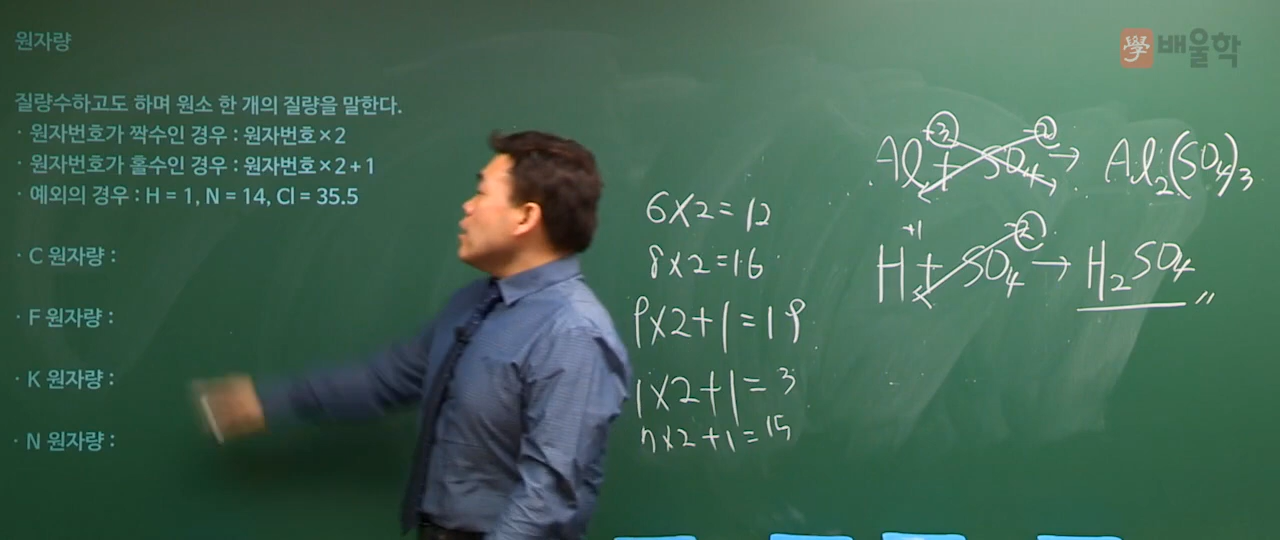 원자량
질량수하고도 하며 원소 한 개의 질량을 말한다.
· 원자번호가 짝수인 경우 : 원자번호 × 2
· 원자번호가 홀수인 경우 : 원자번호 × 2 + 1
· 예외의 경우 : H = 1, N = 14, Cl = 35.5
· C 원자량 :
· F 원자량 :
· K 원자량 :
· N 원자량 :
6×2=12
8×2=16
9×2+1=19
1×2+1=3
7×2+1=15
+3 -2
Al + SO4 → Al2(SO4)3
+1 -2
H + SO4 → H2SO4 〃
學 배울학